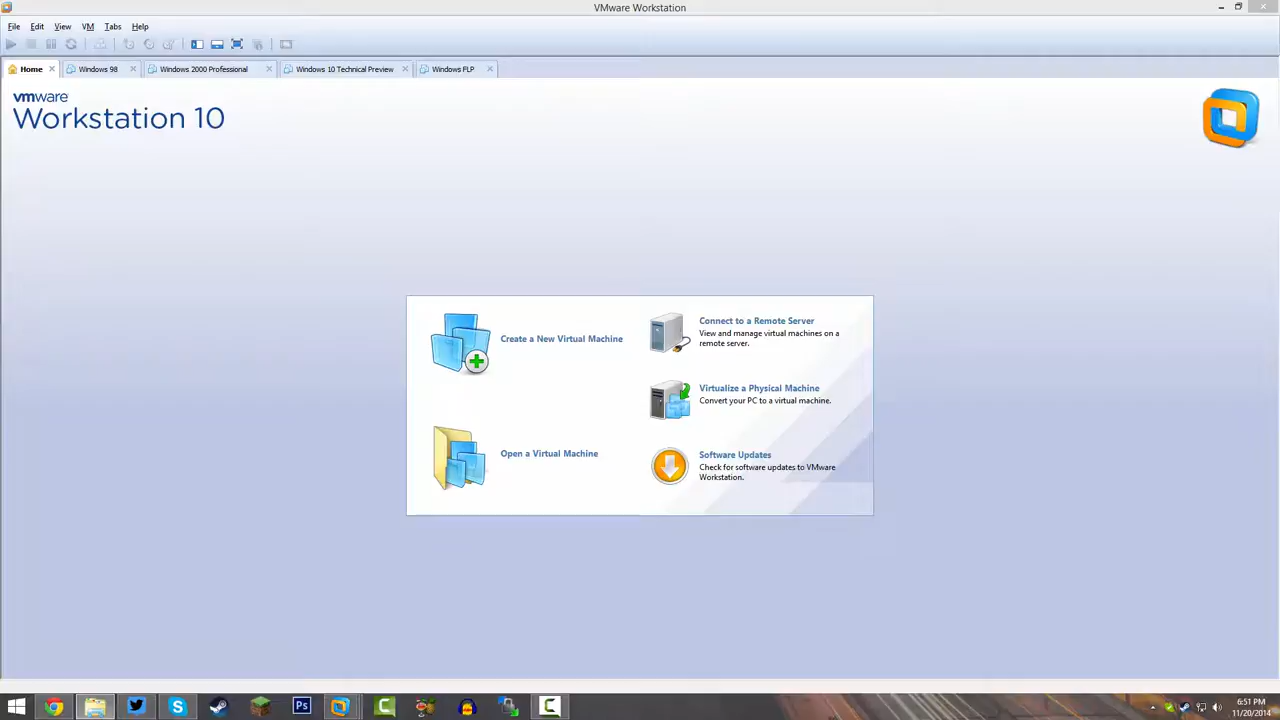 VMware Workstation
File Edit View VM Tabs Help
Home Windows 98 Windows 2000 Professional Windows 10 Technical Preview Windows FLP
vmware
Workstation 10
Create a New Virtual Machine
Connect to a Remote Server
View and manage virtual machines on a
remote server.
Virtualize a Physical Machine
Convert your PC to a virtual machine.
Open a Virtual Machine
Software Updates
Check for software updates to VMware
Workstation.
Ps
6:51 PM
11/20/2014